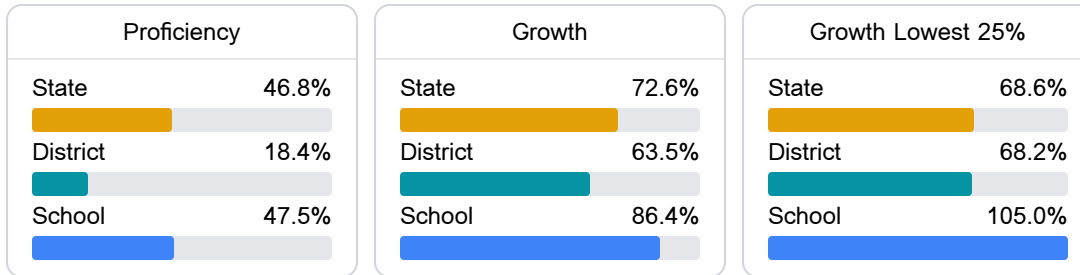 Proficiency
State 46.8%
District 18.4%
School 47.5%
Growth
State 72.6%
District 63.5%
School 86.4%
Growth Lowest 25%
State 68.6%
District 68.2%
School 105.0%